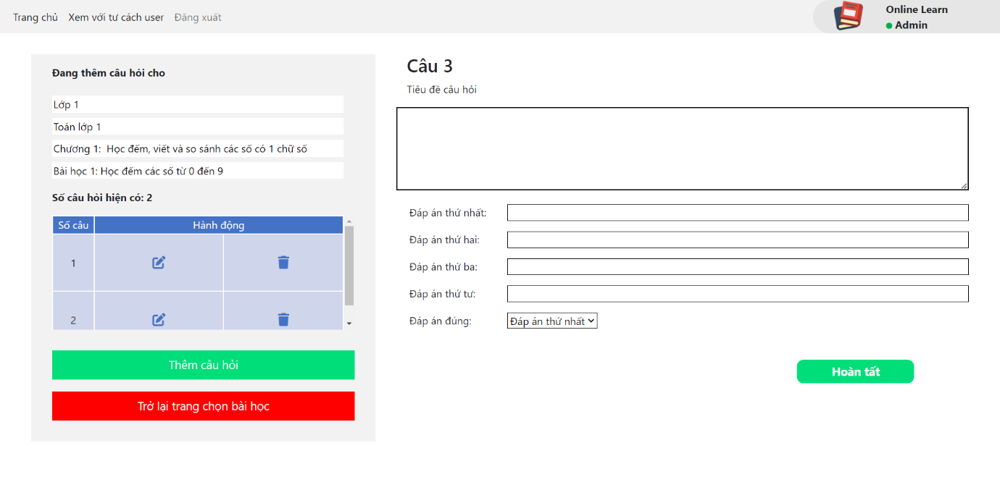 Trang chủ Xem với tư cách user Đăng xuất
Online Learn
Admin
Đang thêm câu hỏi cho
Lớp 1
Toán lớp 1
Chương 1: Học đếm, viết và so sánh các số có 1 chữ số
Bài học 1: Học đếm các số từ 0 đến 9
Số câu hỏi hiện có: 2
Số câu Hành động
1
2
Thêm câu hỏi
Trở lại trang chọn bài học
Câu 3
Tiêu đề câu hỏi
Đáp án thứ nhất:
Đáp án thứ hai:
Đáp án thứ ba:
Đáp án thứ tư:
Đáp án đúng: Đáp án thứ nhất
Hoàn tất